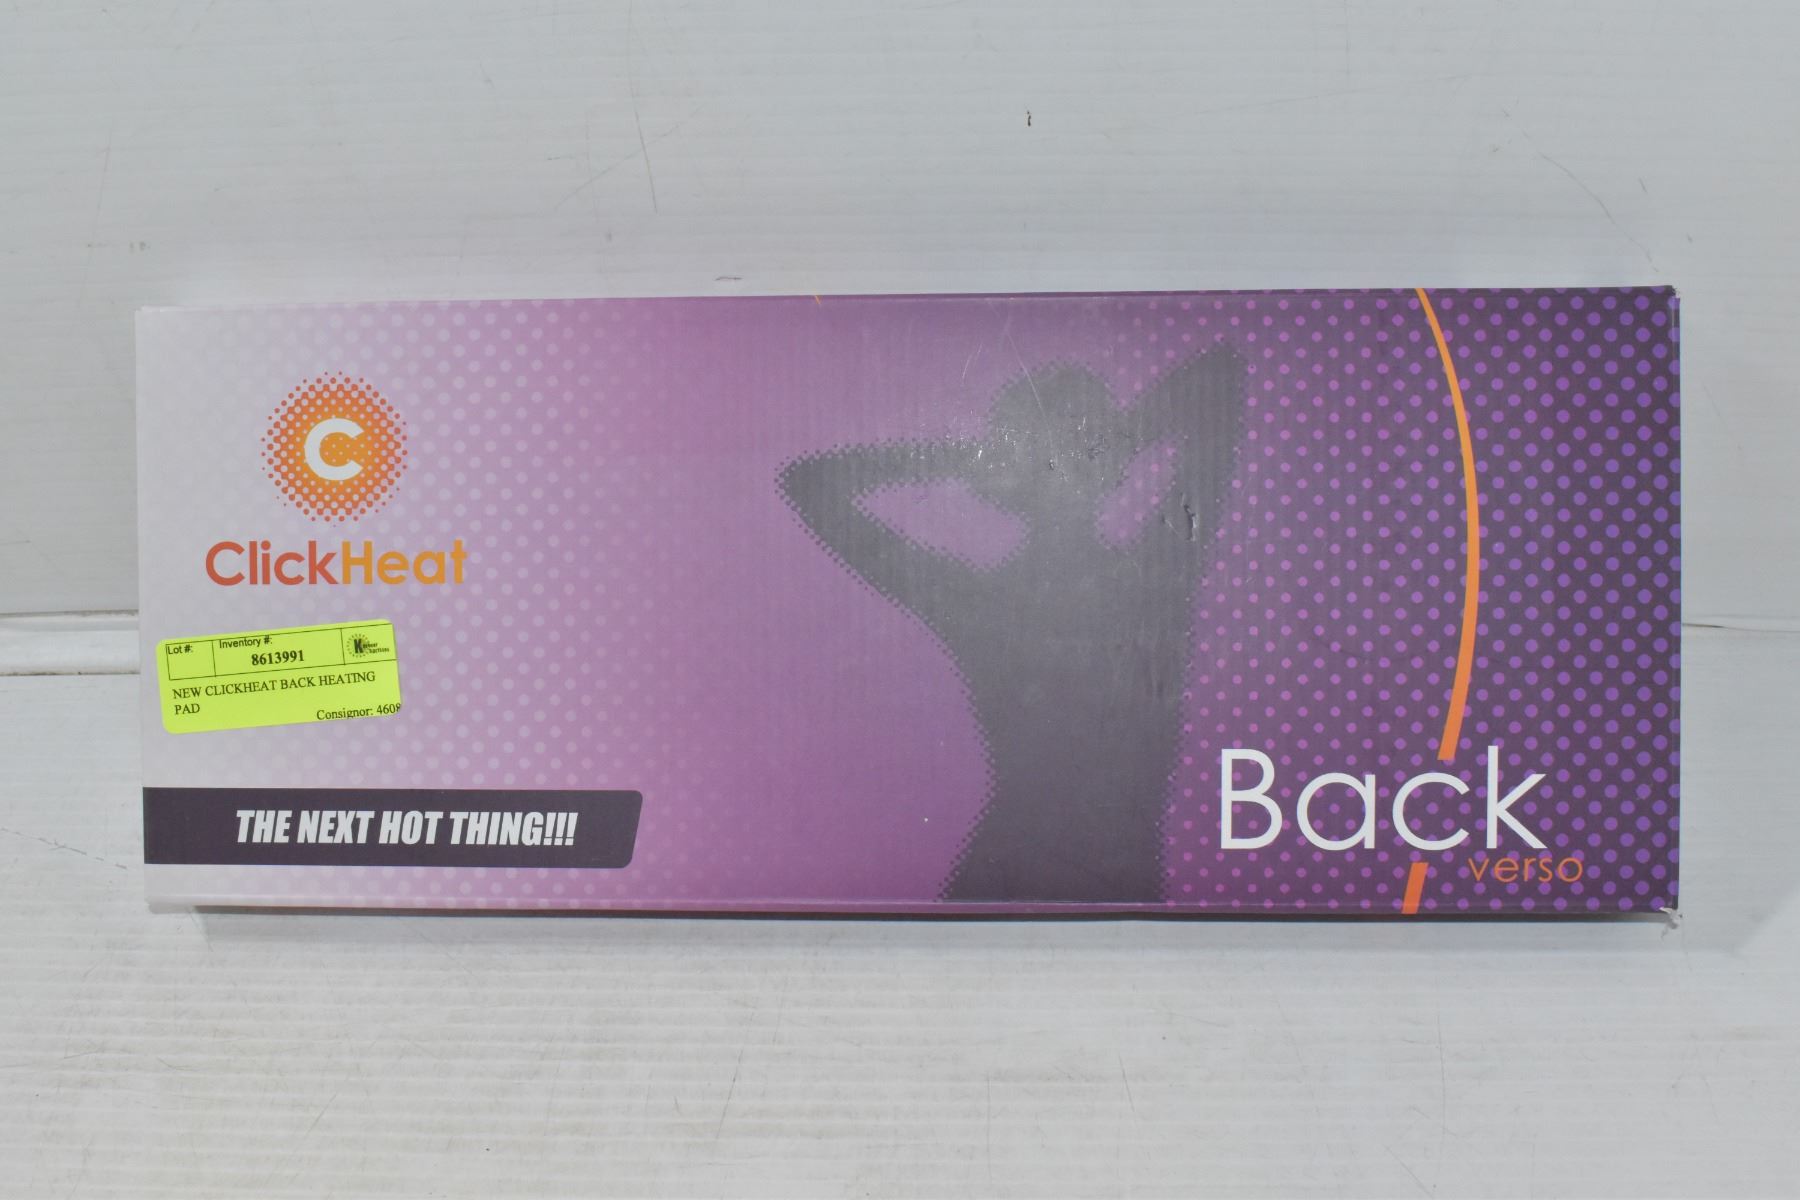 C
ClickHeat
Lot #:
Inventory #:
8613991
NEW CLICKHEAT BACK HEATING
PAD
Consignor: 4608
THE NEXT HOT THING!!!
Back
verso